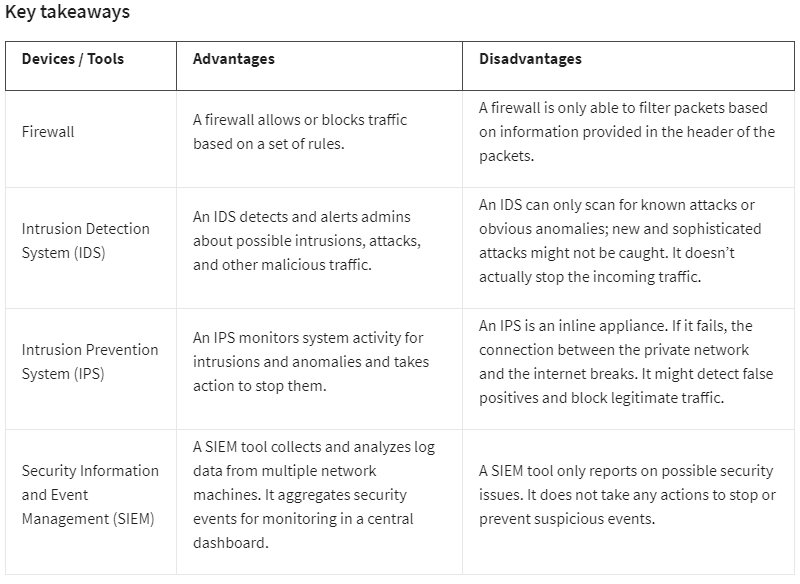 Key takeaways
Devices / Tools
Advantages
Disadvantages
Firewall
A firewall allows or blocks traffic
based on a set of rules.
A firewall is only able to filter packets based
on information provided in the header of the
packets.
Intrusion Detection
System (IDS)
An IDS detects and alerts admins
about possible intrusions, attacks,
and other malicious traffic.
An IDS can only scan for known attacks or
obvious anomalies; new and sophisticated
attacks might not be caught. It doesn’t
actually stop the incoming traffic.
Intrusion Prevention
System (IPS)
An IPS monitors system activity for
intrusions and anomalies and takes
action to stop them.
An IPS is an inline appliance. If it fails, the
connection between the private network
and the internet breaks. It might detect false
positives and block legitimate traffic.
Security Information
and Event
Management (SIEM)
A SIEM tool collects and analyzes log
data from multiple network
machines. It aggregates security
events for monitoring in a central
dashboard.
A SIEM tool only reports on possible security
issues. It does not take any actions to stop or
prevent suspicious events.